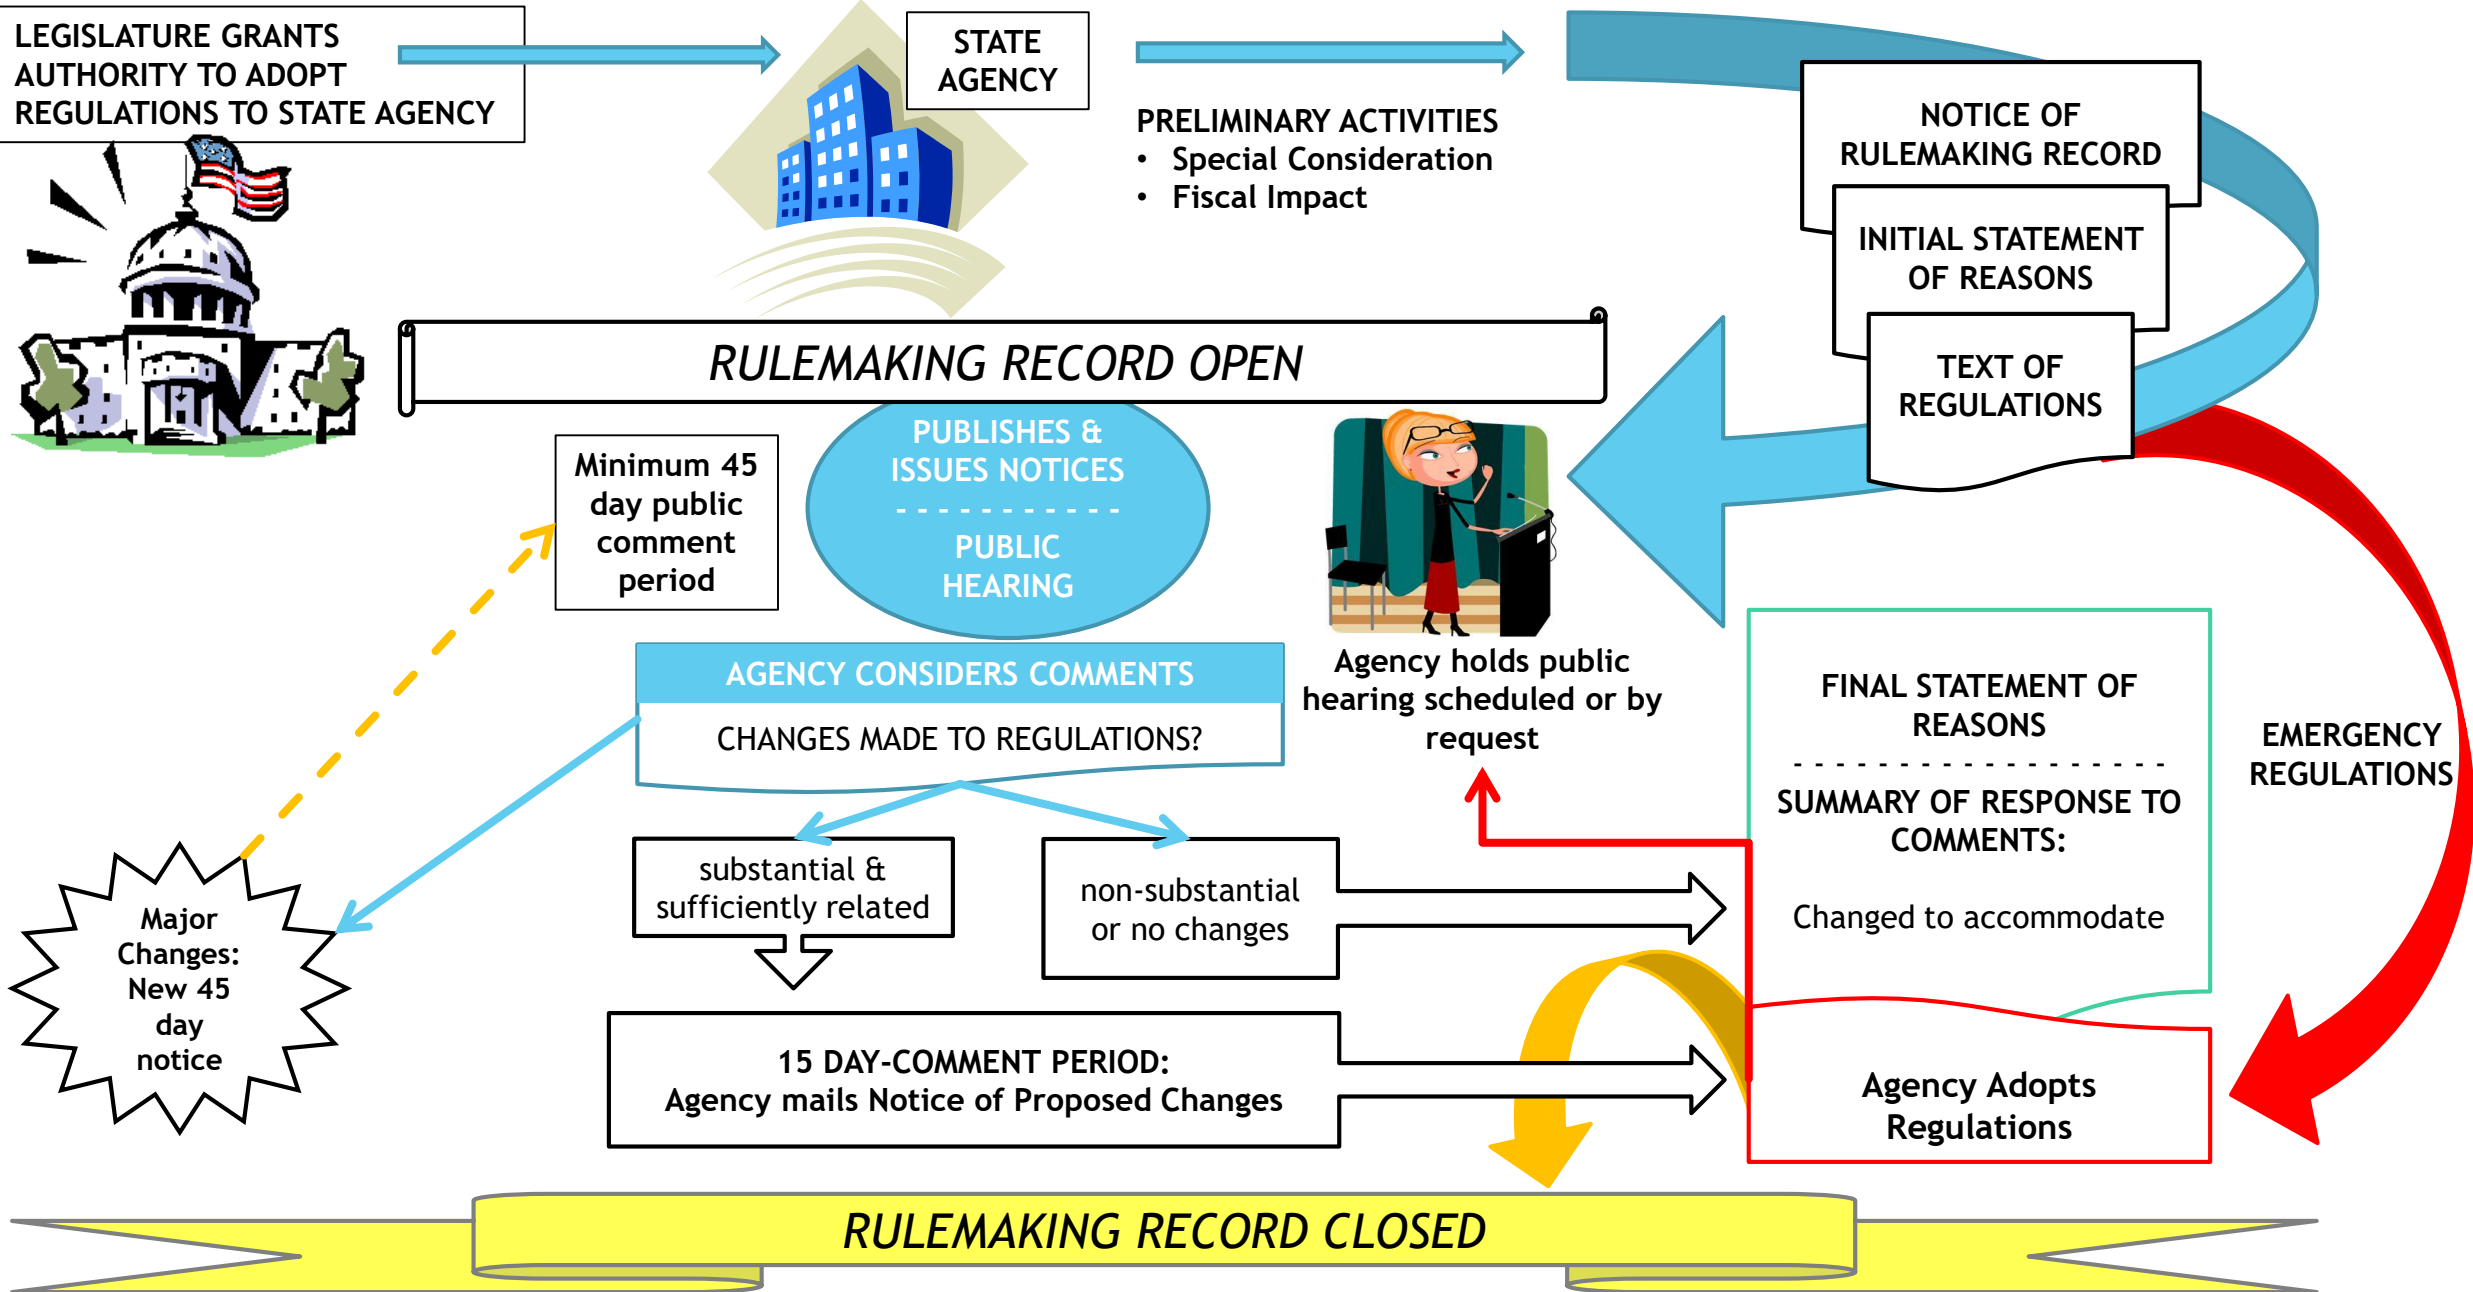 LEGISLATURE GRANTS
AUTHORITY TO ADOPT
REGULATIONS TO STATE AGENCY
STATE
AGENCY
PRELIMINARY ACTIVITIES
• Special Consideration
• Fiscal Impact
NOTICE OF
RULEMAKING RECORD
INITIAL STATEMENT
OF REASONS
TEXT OF
REGULATIONS
RULEMAKING RECORD OPEN
Minimum 45
day public
comment
period
PUBLISHES &
ISSUES NOTICES
- - - - - - - - - - -
PUBLIC
HEARING
AGENCY CONSIDERS COMMENTS
CHANGES MADE TO REGULATIONS?
Agency holds public
hearing scheduled or by
request
FINAL STATEMENT OF
REASONS
- - - - - - - - - - - - - - - - - -
SUMMARY OF RESPONSE TO
COMMENTS:
Changed to accommodate
EMERGENCY
REGULATIONS
Major
Changes:
New 45
day
notice
substantial &
sufficiently related
non-substantial
or no changes
15 DAY-COMMENT PERIOD:
Agency mails Notice of Proposed Changes
Agency Adopts
Regulations
RULEMAKING RECORD CLOSED